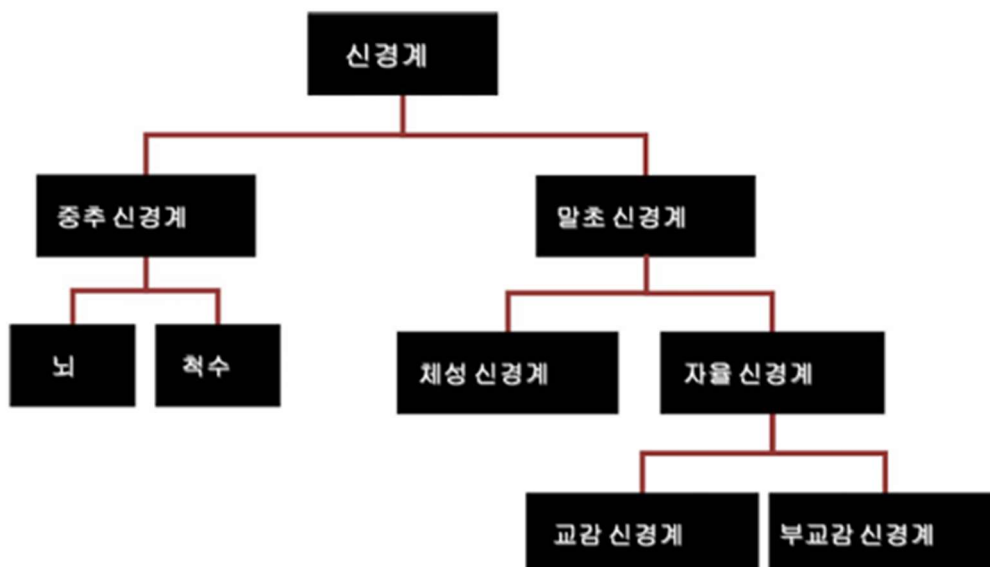 신경계
중추 신경계
말초 신경계
뇌
척수
체성 신경계
자율 신경계
교감 신경계
부교감 신경계